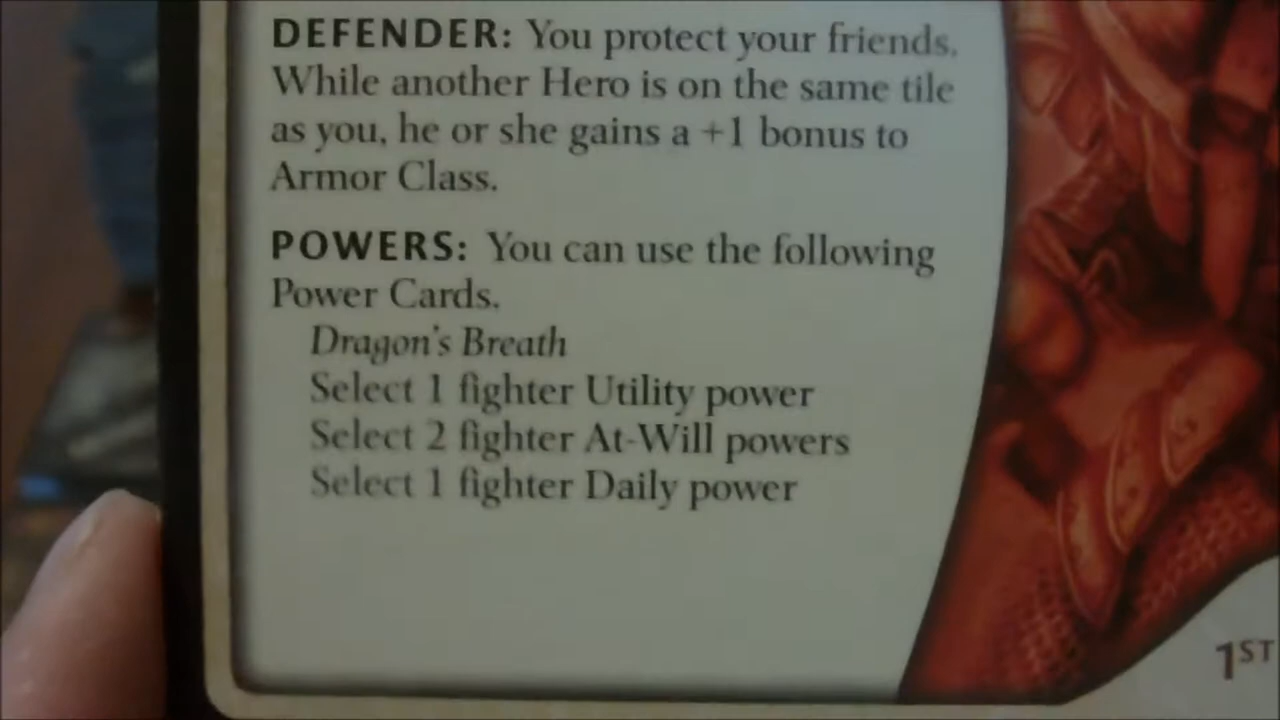 DEFENDER: You protect your friends.
While another Hero is on the same tile
as you, he or she gains a +1 bonus to
Armor Class.
POWERS: You can use the following
Power Cards.
Dragon's Breath
Select 1 fighter Utility power
Select 2 fighter At-Will powers
Select 1 fighter Daily power
1ST